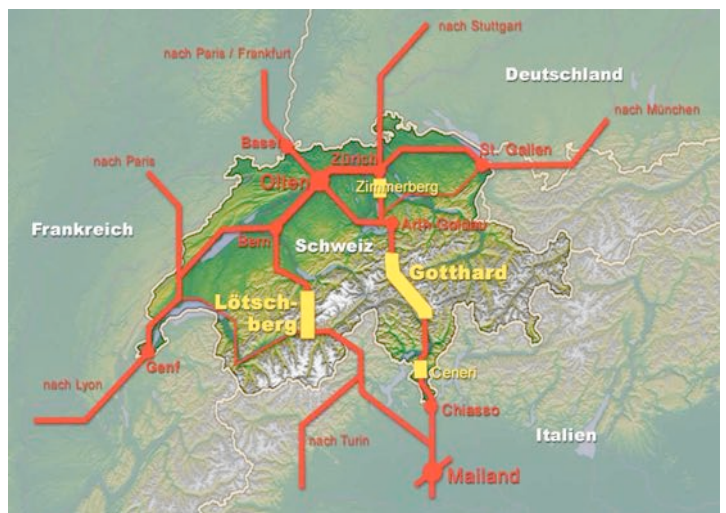 nach Stuttgart
nach Paris / Frankfurt
Deutschland
nach München
Basel
Zürich
St. Gallen
nach Paris
Olten
Zimmerberg
Frankreich
Arth-Goldau
Bern
Schweiz
Gotthard
Lötsch-
berg
Genf
Ceneri
nach Lyon
Chiasso
Italien
nach Turin
Mailand